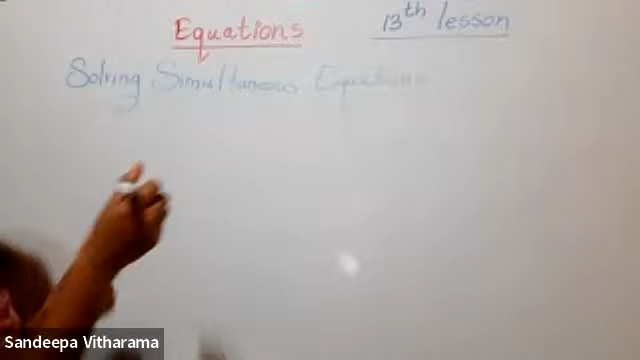 Equations 13th lesson
Solving Simultaneous Equations
Sandeepa Vitharama